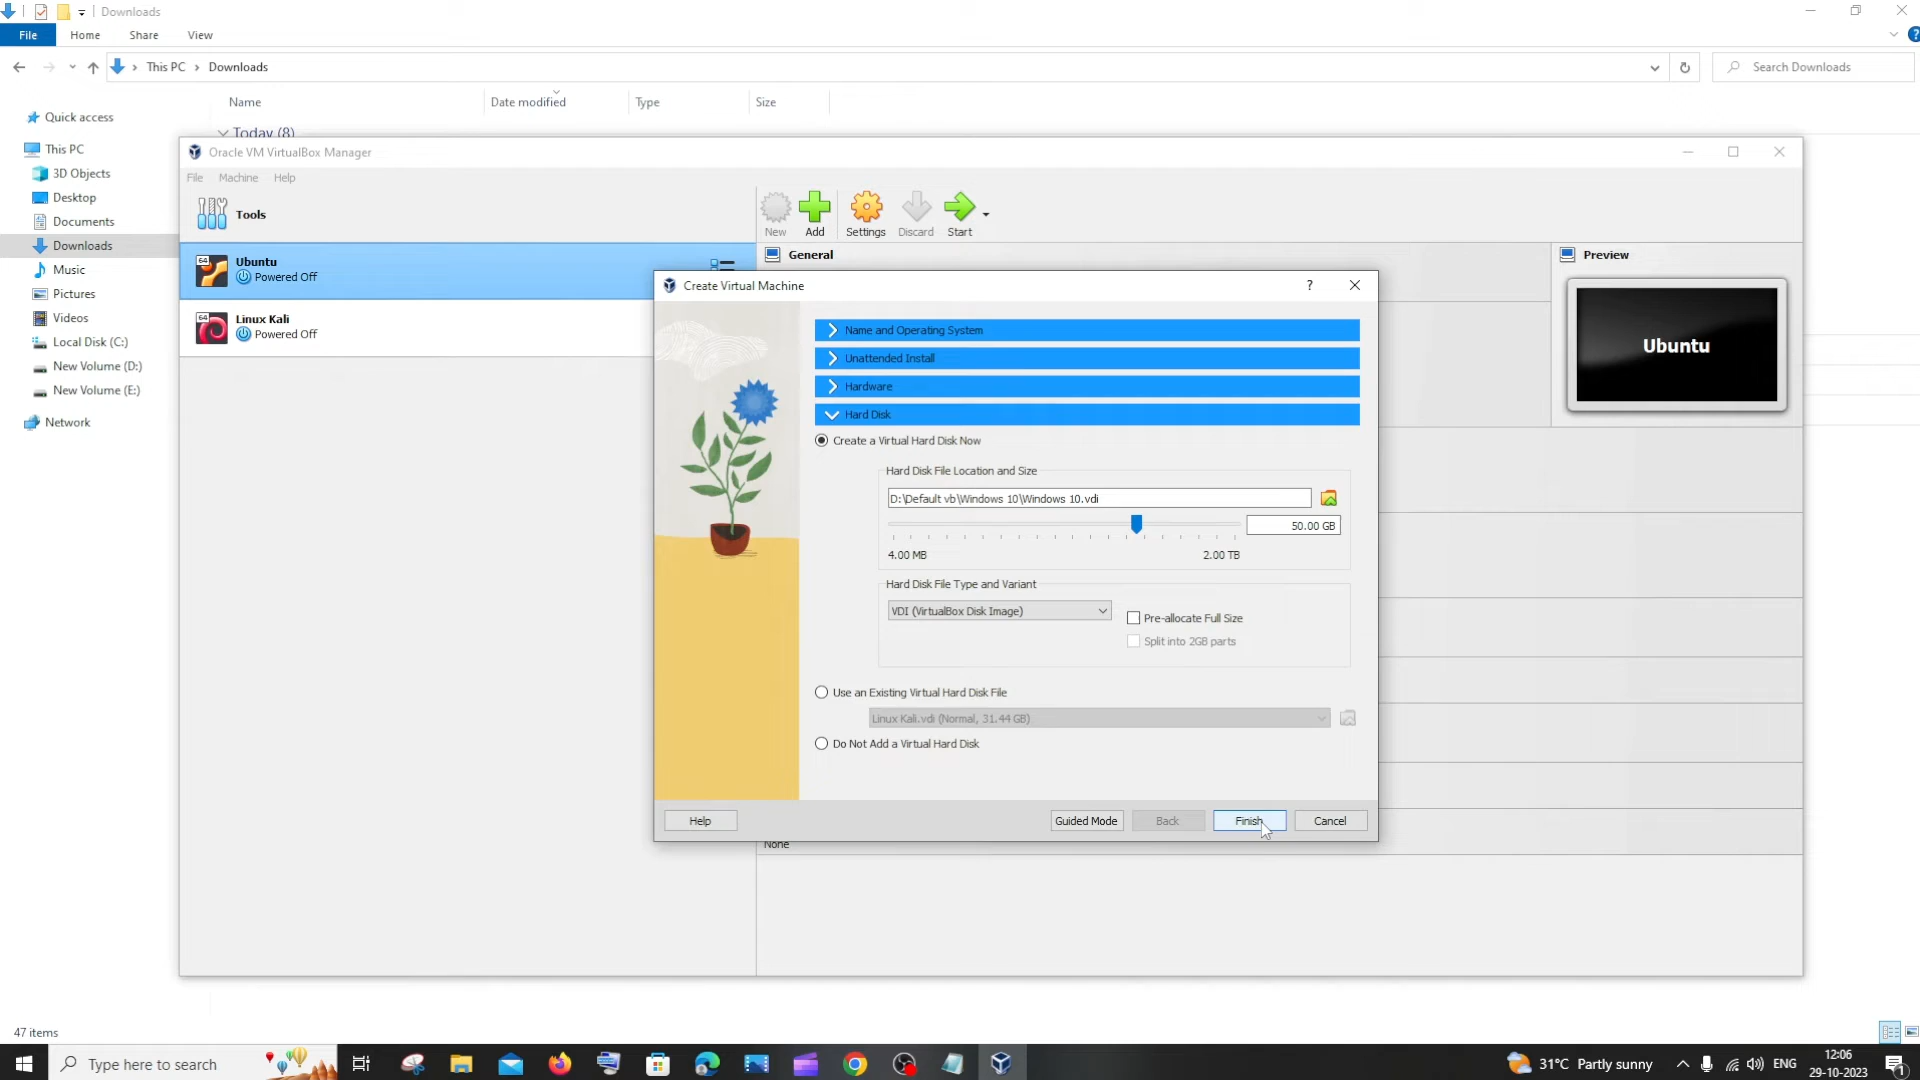 Downloads
File
Home
Share
View
This PC
Downloads
Search Downloads
Name
Date modified
Type
Size
Quick access
This PC
3D Objects
Desktop
Documents
Downloads
Music
Pictures
Videos
Local Disk (C:)
New Volume (D:)
New Volume (E:)
Network
Today (8)
Oracle VM VirtualBox Manager
File
Machine
Help
Tools
New
Add
Settings
Discard
Start
64
Ubuntu
Powered Off
64
Linux Kali
Powered Off
General
Preview
Ubuntu
None
Create Virtual Machine
?
Name and Operating System
Unattended Install
Hardware
Hard Disk
Create a Virtual Hard Disk Now
Hard Disk File Location and Size
D:\Default vb\Windows 10\Windows 10.vdi
50.00 GB
4.00 MB
2.00 TB
Hard Disk File Type and Variant
VDI (VirtualBox Disk Image)
Pre-allocate Full Size
Split into 2GB parts
Use an Existing Virtual Hard Disk File
Linux Kali.vdi (Normal, 31.44 GB)
Do Not Add a Virtual Hard Disk
Help
Guided Mode
Back
Finish
Cancel
47 items
Type here to search
31°C Partly sunny
ENG
12:06
29-10-2023
1